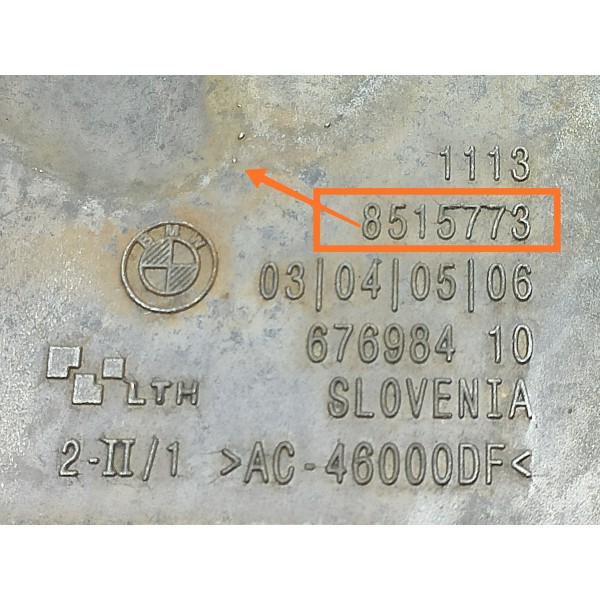 1113
8515773
BMW
03|04|05|06
676984 10
LTH
SLOVENIA
2-II/1 >AC-46000DF<